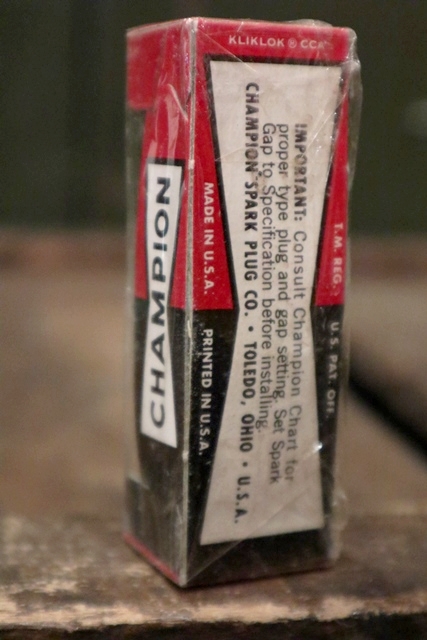 KLIKLOK ®
CHAMPION
MADE IN U.S.A.
PRINTED IN U.S.A.
IMPORTANT: Consult Champion Chart for
proper type plug and gap setting. Set Spark
Gap to Specification before installing.
CHAMPION SPARK PLUG CO. • TOLEDO, OHIO • U.S.A.
T.M. REG. U.S. PAT. OFF.